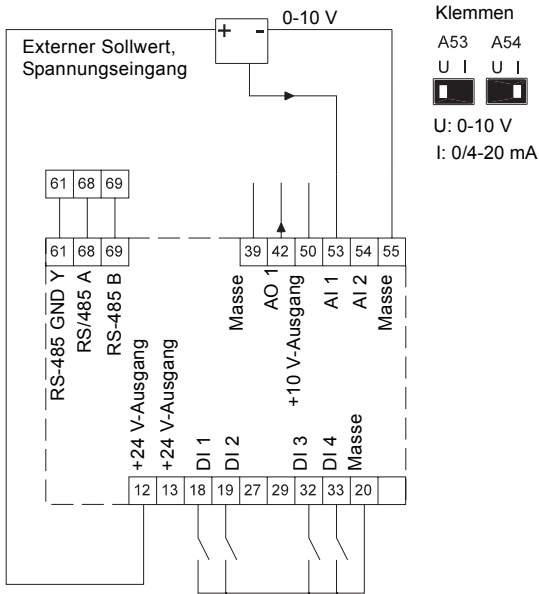 0-10 V
+ -
Externer Sollwert,
Spannungseingang
Klemmen
A53 A54
U I U I
U: 0-10 V
I: 0/4-20 mA
61 68 69
61 68 69
39 42 50 53 54 55
RS-485 GND Y
RS/485 A
RS-485 B
Masse
AO 1
+10 V-Ausgang
AI 1
AI 2
Masse
+24 V-Ausgang
+24 V-Ausgang
DI 1
DI 2
DI 3
DI 4
Masse
12 13 18 19 27 29 32 33 20